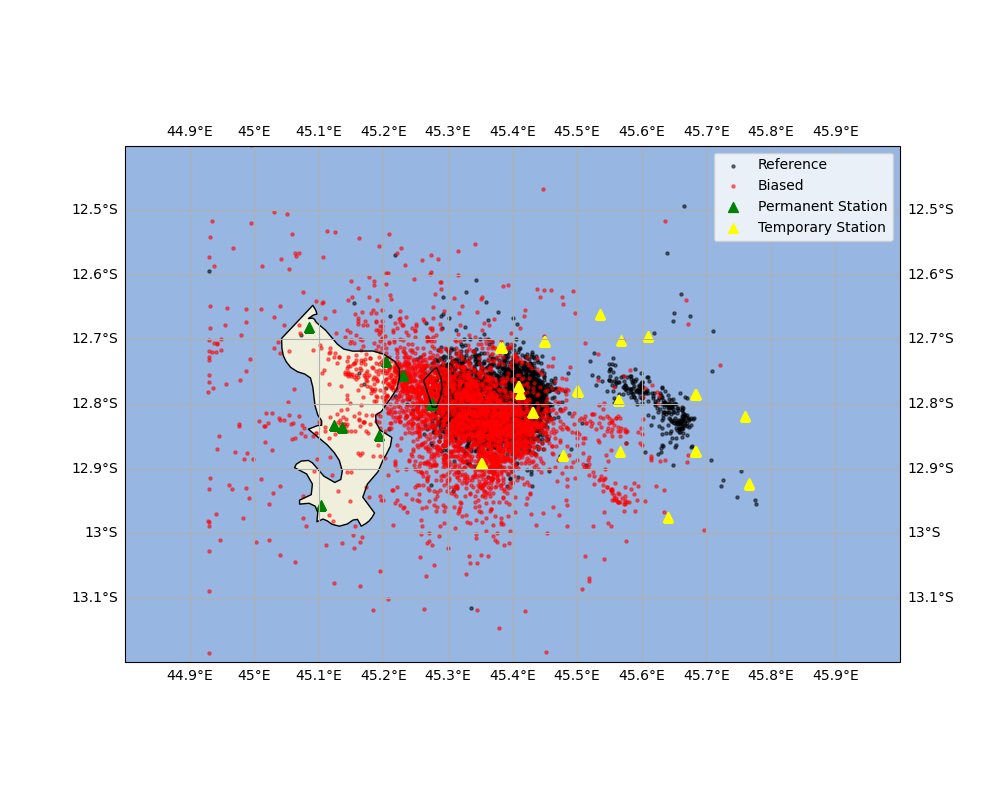 44.9°E 45°E 45.1°E 45.2°E 45.3°E 45.4°E 45.5°E 45.6°E 45.7°E 45.8°E 45.9°E
Reference
Biased
Permanent Station
Temporary Station
12.5°S 12.5°S
12.6°S 12.6°S
12.7°S 12.7°S
12.8°S 12.8°S
12.9°S 12.9°S
13°S 13°S
13.1°S 13.1°S
44.9°E 45°E 45.1°E 45.2°E 45.3°E 45.4°E 45.5°E 45.6°E 45.7°E 45.8°E 45.9°E